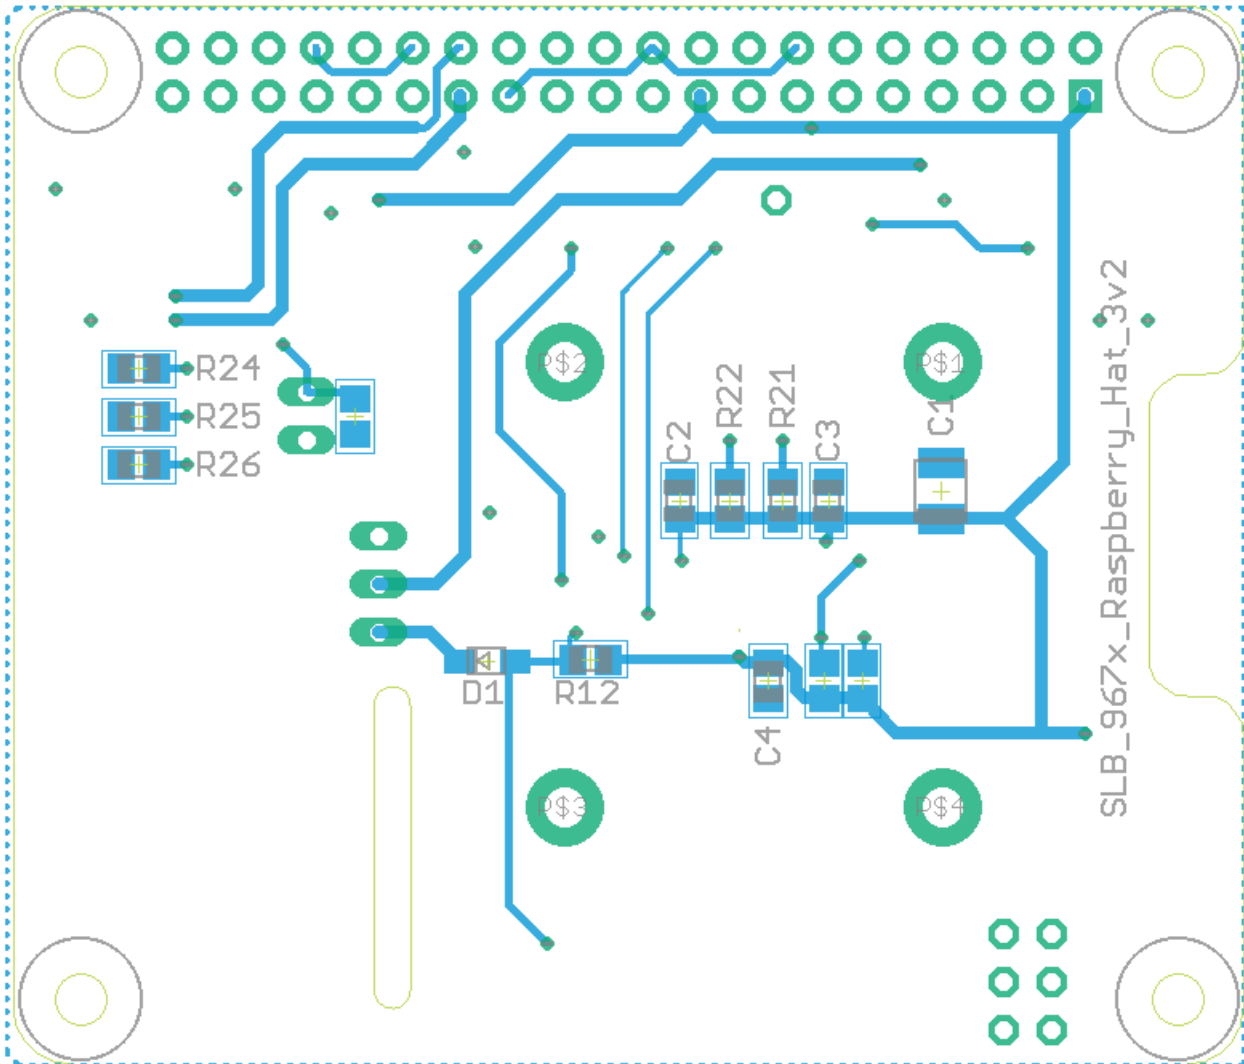 P$2
P$1
R24
R25
R26
C2
R22
R21
C3
C1
SLB_967x_Raspberry_Hat_3v2
D1
R12
C4
P$3
P$4